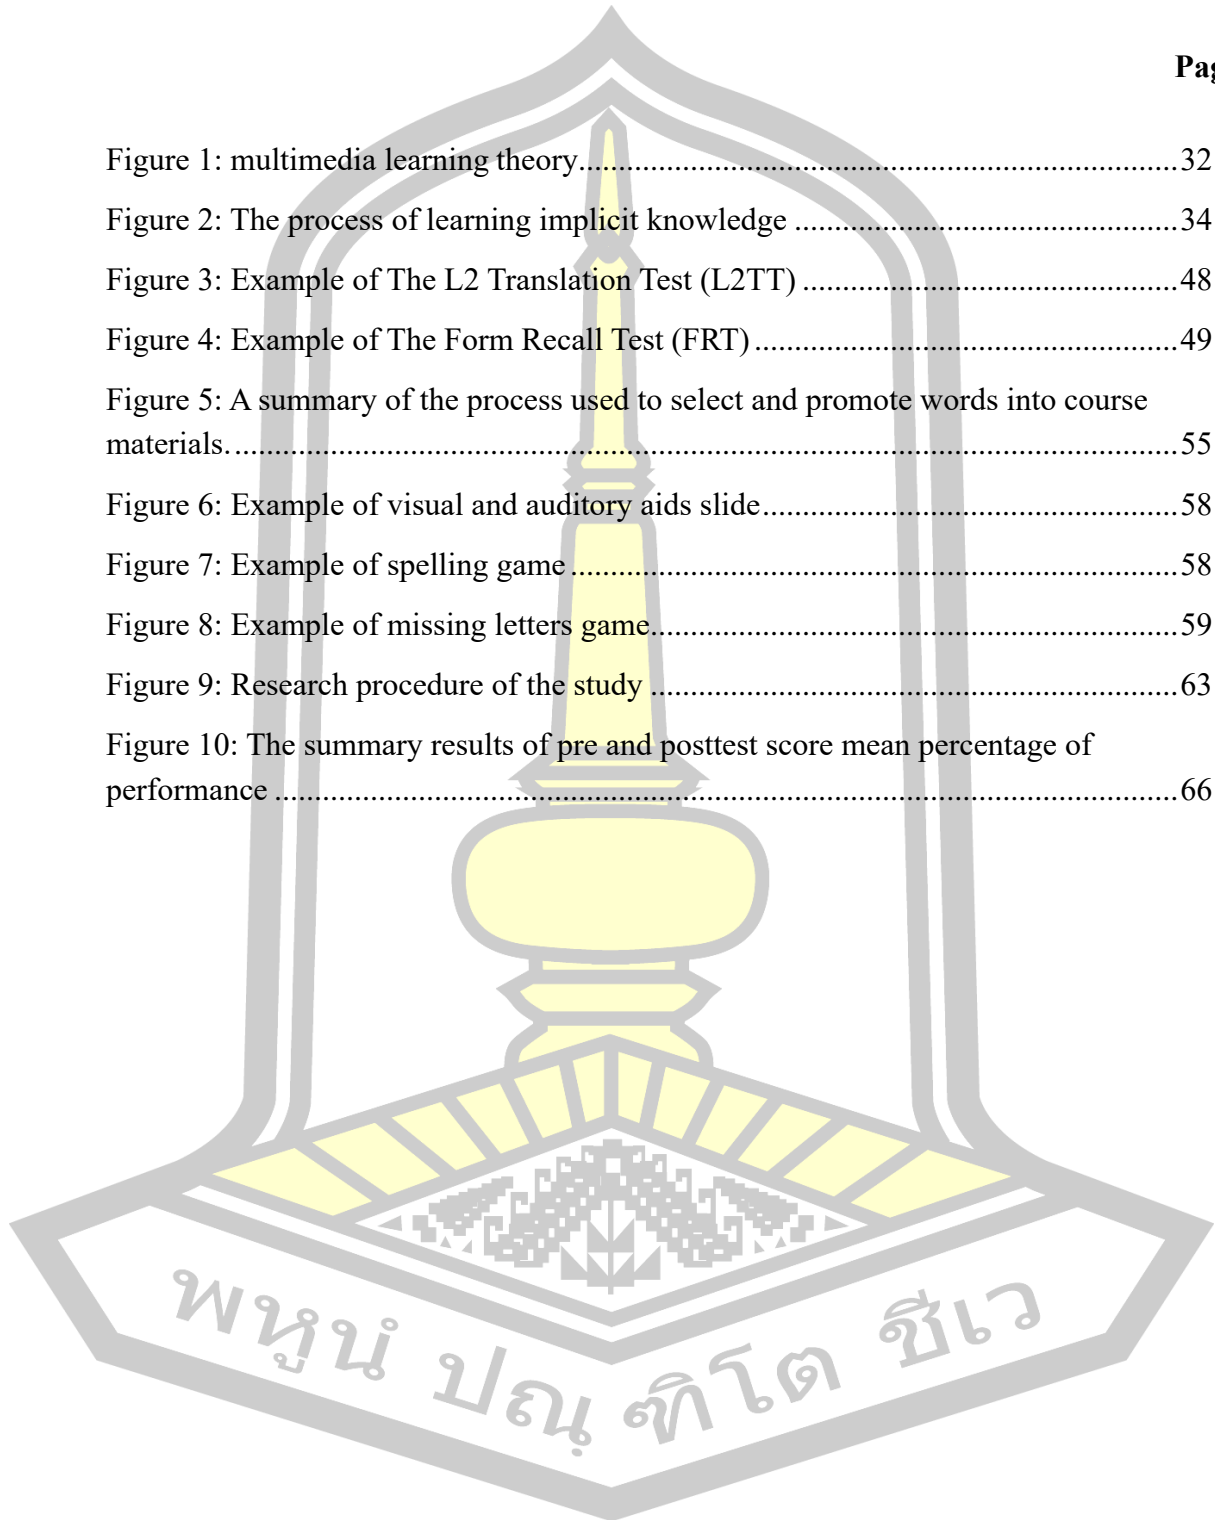 Pag
Figure 1: multimedia learning theory..........................................................................32
Figure 2: The process of learning implicit knowledge ................................................34
Figure 3: Example of The L2 Translation Test (L2TT) ...............................................48
Figure 4: Example of The Form Recall Test (FRT) .....................................................49
Figure 5: A summary of the process used to select and promote words into course
materials. ......................................................................................................................55
Figure 6: Example of visual and auditory aids slide....................................................58
Figure 7: Example of spelling game ............................................................................58
Figure 8: Example of missing letters game..................................................................59
Figure 9: Research procedure of the study ..................................................................63
Figure 10: The summary results of pre and posttest score mean percentage of
performance .................................................................................................................66
พหูนํ ปณฺฑิโต ชีเว